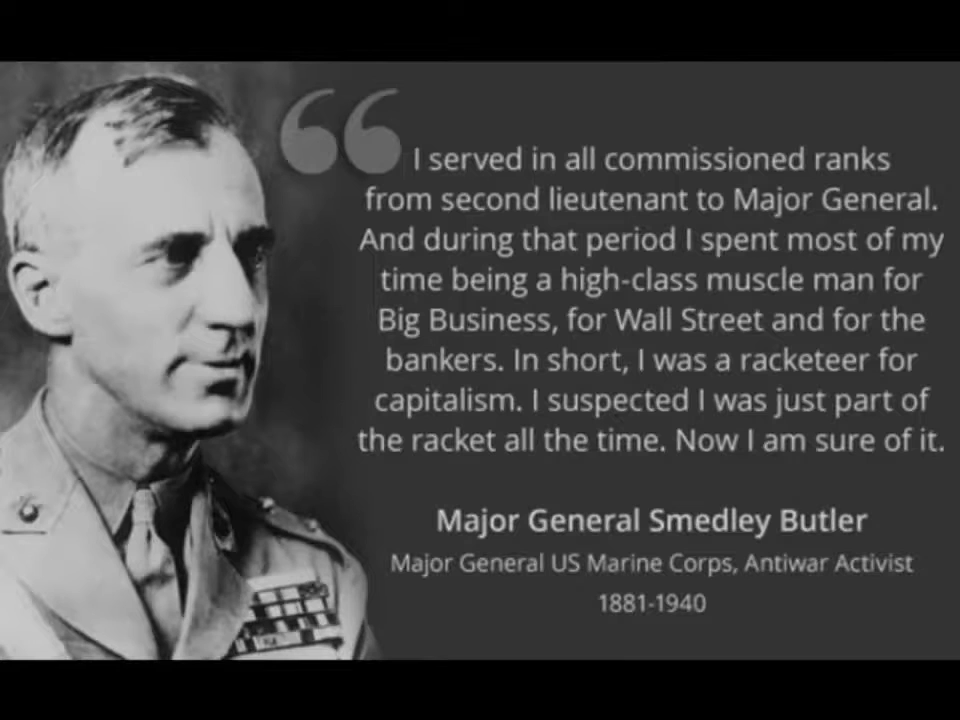 “ I served in all commissioned ranks
from second lieutenant to Major General.
And during that period I spent most of my
time being a high-class muscle man for
Big Business, for Wall Street and for the
bankers. In short, I was a racketeer for
capitalism. I suspected I was just part of
the racket all the time. Now I am sure of it.
Major General Smedley Butler
Major General US Marine Corps, Antiwar Activist
1881-1940